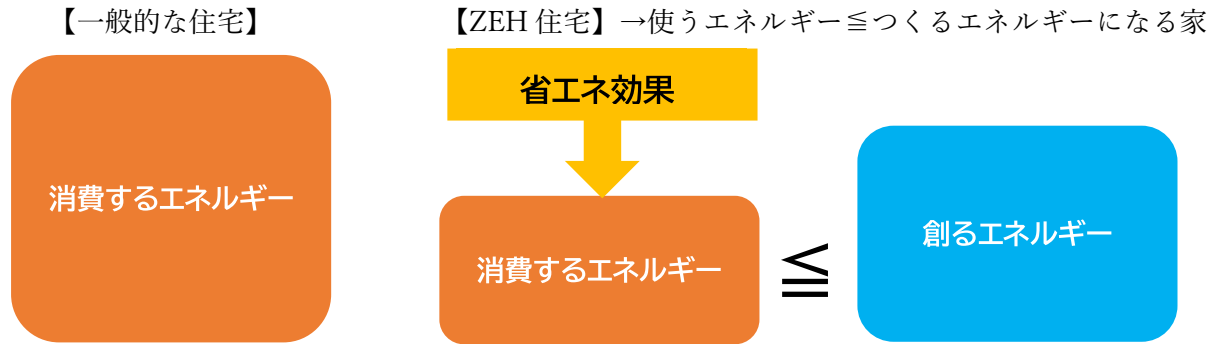 【一般的な住宅】
【ZEH 住宅】→使うエネルギー≦つくるエネルギーになる家
省エネ効果
消費するエネルギー
消費するエネルギー
≦
創るエネルギー